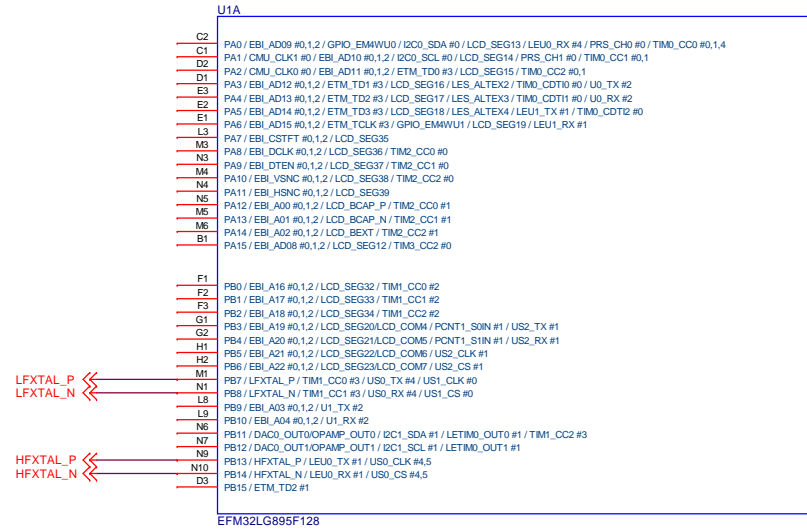 U1A
C2 PA0 / EBI_AD09 #0,1,2 / GPIO_EM4WU0 / I2C0_SDA #0 / LCD_SEG13 / LEU0_RX #4 / PRS_CH0 #0 / TIM0_CC0 #0,1,4
C1 PA1 / CMU_CLK1 #0 / EBI_AD10 #0,1,2 / I2C0_SCL #0 / LCD_SEG14 / PRS_CH1 #0 / TIM0_CC1 #0,1
D2 PA2 / CMU_CLK0 #0 / EBI_AD11 #0,1,2 / ETM_TD0 #3 / LCD_SEG15 / TIM0_CC2 #0,1
D1 PA3 / EBI_AD12 #0,1,2 / ETM_TD1 #3 / LCD_SEG16 / LES_ALTEX2 / TIM0_CDTI0 #0 / U0_TX #2
E3 PA4 / EBI_AD13 #0,1,2 / ETM_TD2 #3 / LCD_SEG17 / LES_ALTEX3 / TIM0_CDTI1 #0 / U0_RX #2
E2 PA5 / EBI_AD14 #0,1,2 / ETM_TD3 #3 / LCD_SEG18 / LES_ALTEX4 / LEU1_TX #1 / TIM0_CDTI2 #0
E1 PA6 / EBI_AD15 #0,1,2 / ETM_TCLK #3 / GPIO_EM4WU1 / LCD_SEG19 / LEU1_RX #1
L3 PA7 / EBI_CSTFT #0,1,2 / LCD_SEG35
M3 PA8 / EBI_DCLK #0,1,2 / LCD_SEG36 / TIM2_CC0 #0
N3 PA9 / EBI_DTEN #0,1,2 / LCD_SEG37 / TIM2_CC1 #0
M4 PA10 / EBI_VSNC #0,1,2 / LCD_SEG38 / TIM2_CC2 #0
N4 PA11 / EBI_HSNC #0,1,2 / LCD_SEG39
N5 PA12 / EBI_A00 #0,1,2 / LCD_BCAP_P / TIM2_CC0 #1
M5 PA13 / EBI_A01 #0,1,2 / LCD_BCAP_N / TIM2_CC1 #1
M6 PA14 / EBI_A02 #0,1,2 / LCD_BEXT / TIM2_CC2 #1
B1 PA15 / EBI_AD08 #0,1,2 / LCD_SEG12 / TIM3_CC2 #0
F1 PB0 / EBI_A16 #0,1,2 / LCD_SEG32 / TIM1_CC0 #2
F2 PB1 / EBI_A17 #0,1,2 / LCD_SEG33 / TIM1_CC1 #2
F3 PB2 / EBI_A18 #0,1,2 / LCD_SEG34 / TIM1_CC2 #2
G1 PB3 / EBI_A19 #0,1,2 / LCD_SEG20/LCD_COM4 / PCNT1_S0IN #1 / US2_TX #1
G2 PB4 / EBI_A20 #0,1,2 / LCD_SEG21/LCD_COM5 / PCNT1_S1IN #1 / US2_RX #1
H1 PB5 / EBI_A21 #0,1,2 / LCD_SEG22/LCD_COM6 / US2_CLK #1
H2 PB6 / EBI_A22 #0,1,2 / LCD_SEG23/LCD_COM7 / US2_CS #1
LFXTAL_P M1 PB7 / LFXTAL_P / TIM1_CC0 #3 / US0_TX #4 / US1_CLK #0
LFXTAL_N N1 PB8 / LFXTAL_N / TIM1_CC1 #3 / US0_RX #4 / US1_CS #0
L8 PB9 / EBI_A03 #0,1,2 / U1_TX #2
L9 PB10 / EBI_A04 #0,1,2 / U1_RX #2
N6 PB11 / DAC0_OUT0/OPAMP_OUT0 / I2C1_SDA #1 / LETIM0_OUT0 #1 / TIM1_CC2 #3
N7 PB12 / DAC0_OUT1/OPAMP_OUT1 / I2C1_SCL #1 / LETIM0_OUT1 #1
HFXTAL_P N9 PB13 / HFXTAL_P / LEU0_TX #1 / US0_CLK #4,5
HFXTAL_N N10 PB14 / HFXTAL_N / LEU0_RX #1 / US0_CS #4,5
D3 PB15 / ETM_TD2 #1
EFM32LG895F128